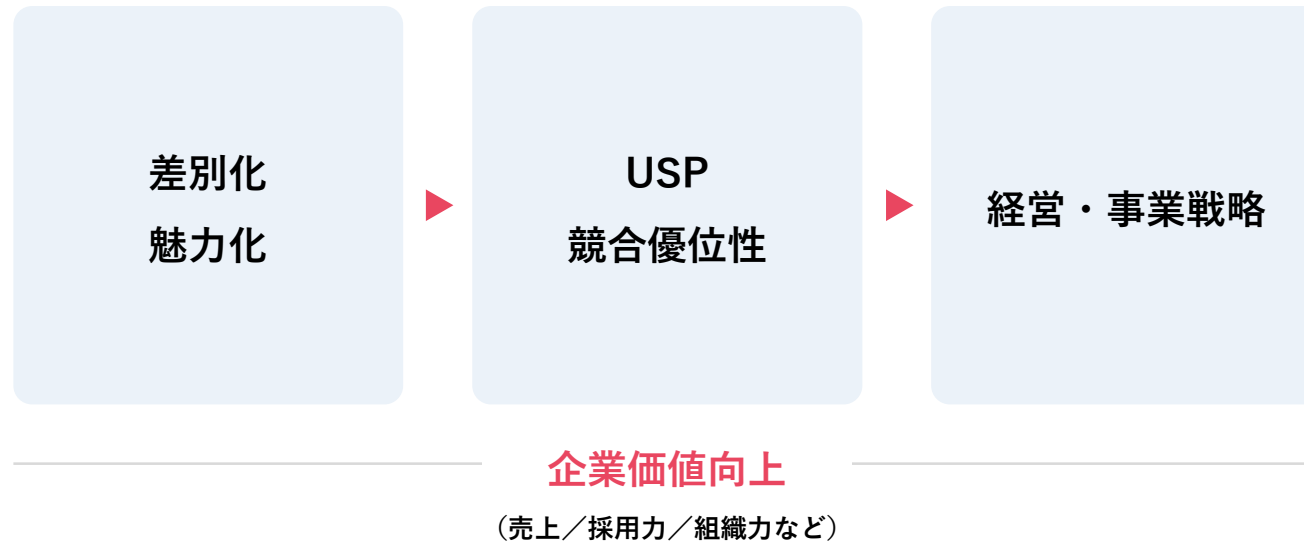 差別化
魅力化
USP
競合優位性
経営・事業戦略
企業価値向上
（売上／採用力／組織力など）